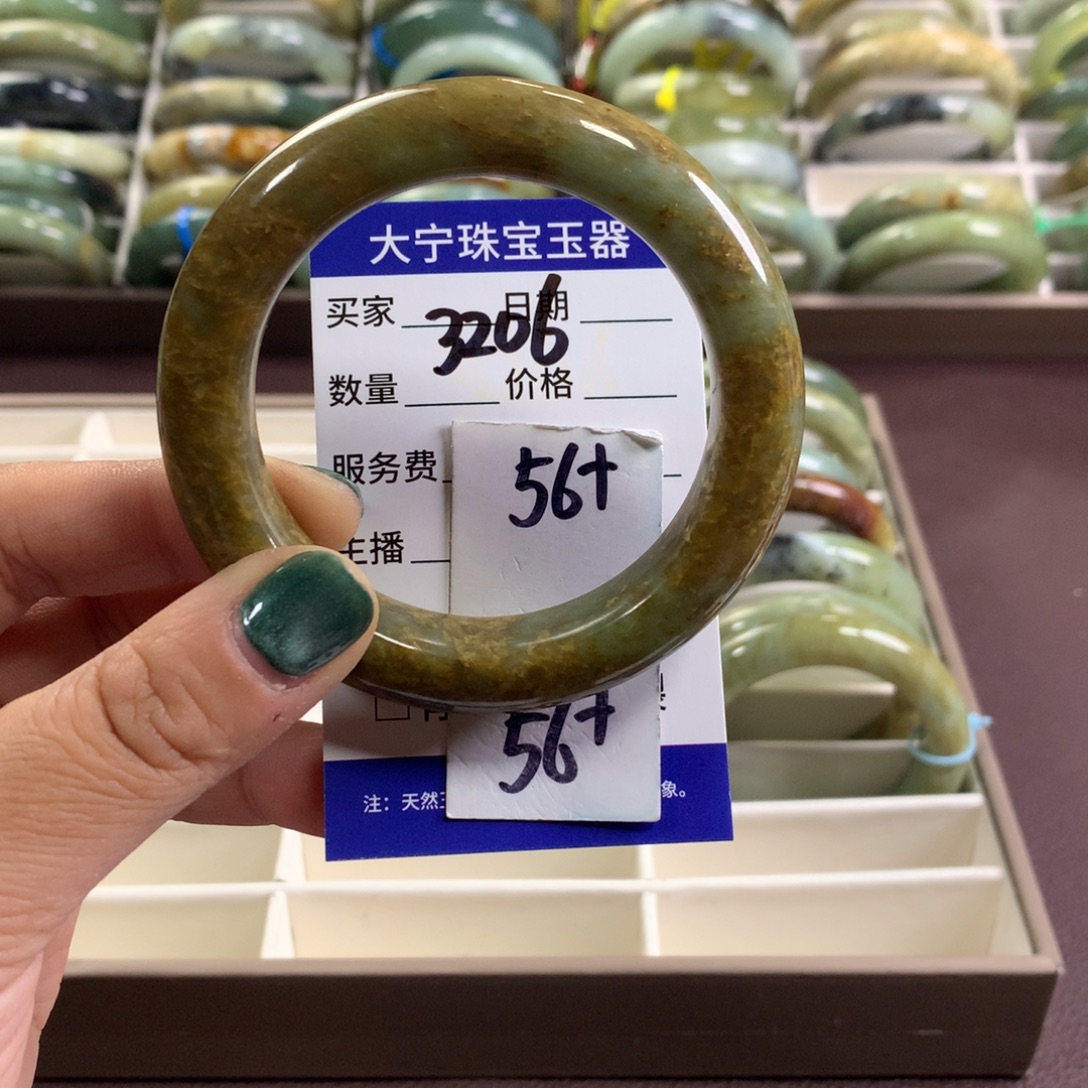 大宁珠宝玉器
买家 日期
3206
数量 价格
服务费
56+
主播
56+
注：天然 象。